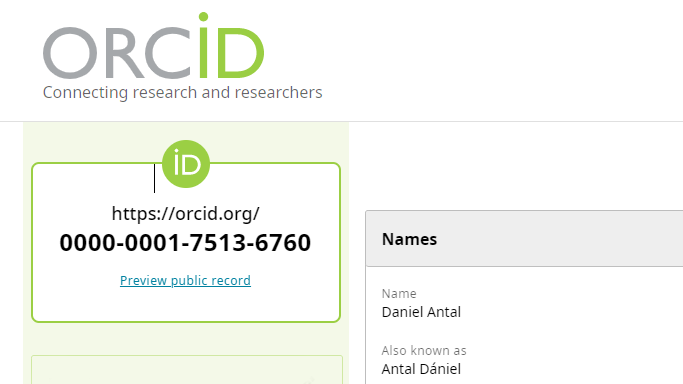 ORCID
Connecting research and researchers
iD
https://orcid.org/
0000-0001-7513-6760
Preview public record
Names
Name
Daniel Antal
Also known as
Antal Dániel